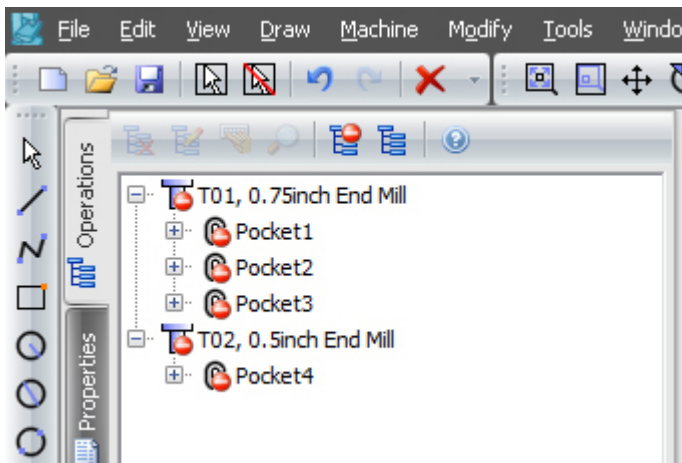 File Edit View Draw Machine Modify Tools Windo
Operations
T01, 0.75inch End Mill
Pocket1
Pocket2
Pocket3
T02, 0.5inch End Mill
Pocket4
Properties